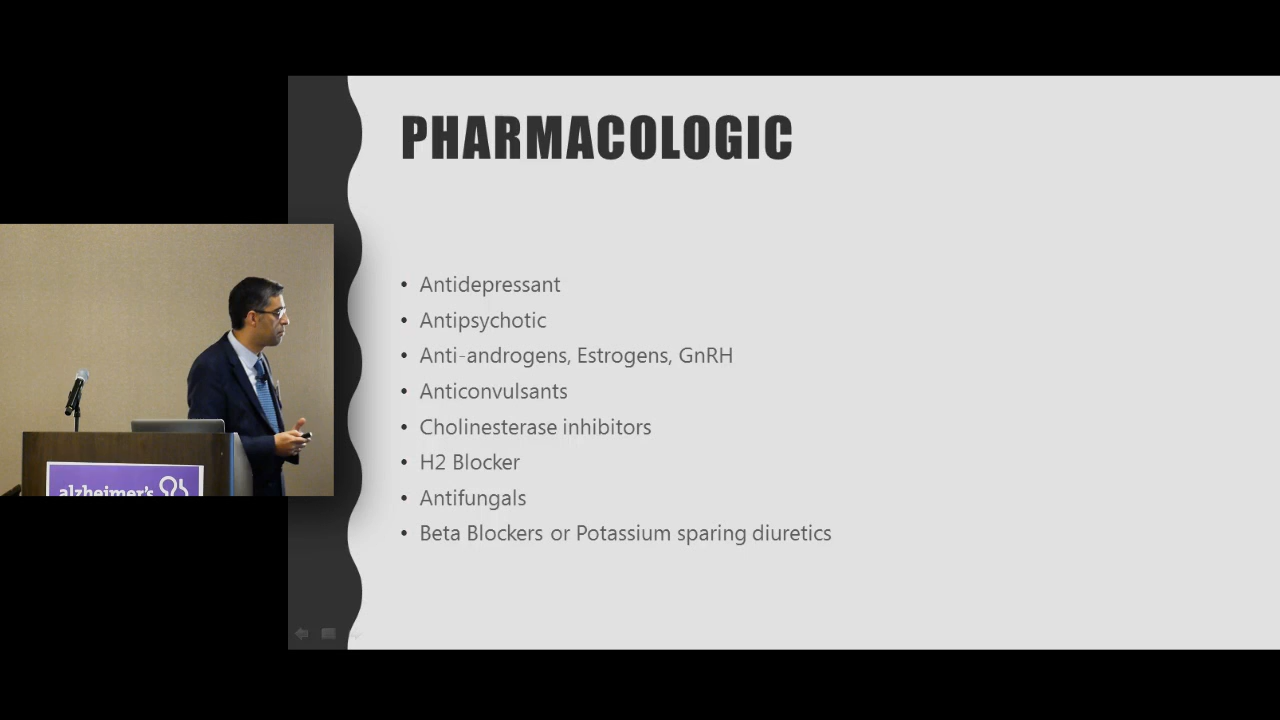 PHARMACOLOGIC
• Antidepressant
• Antipsychotic
• Anti-androgens, Estrogens, GnRH
• Anticonvulsants
• Cholinesterase inhibitors
• H2 Blocker
• Antifungals
• Beta Blockers or Potassium sparing diuretics
alzheimer's